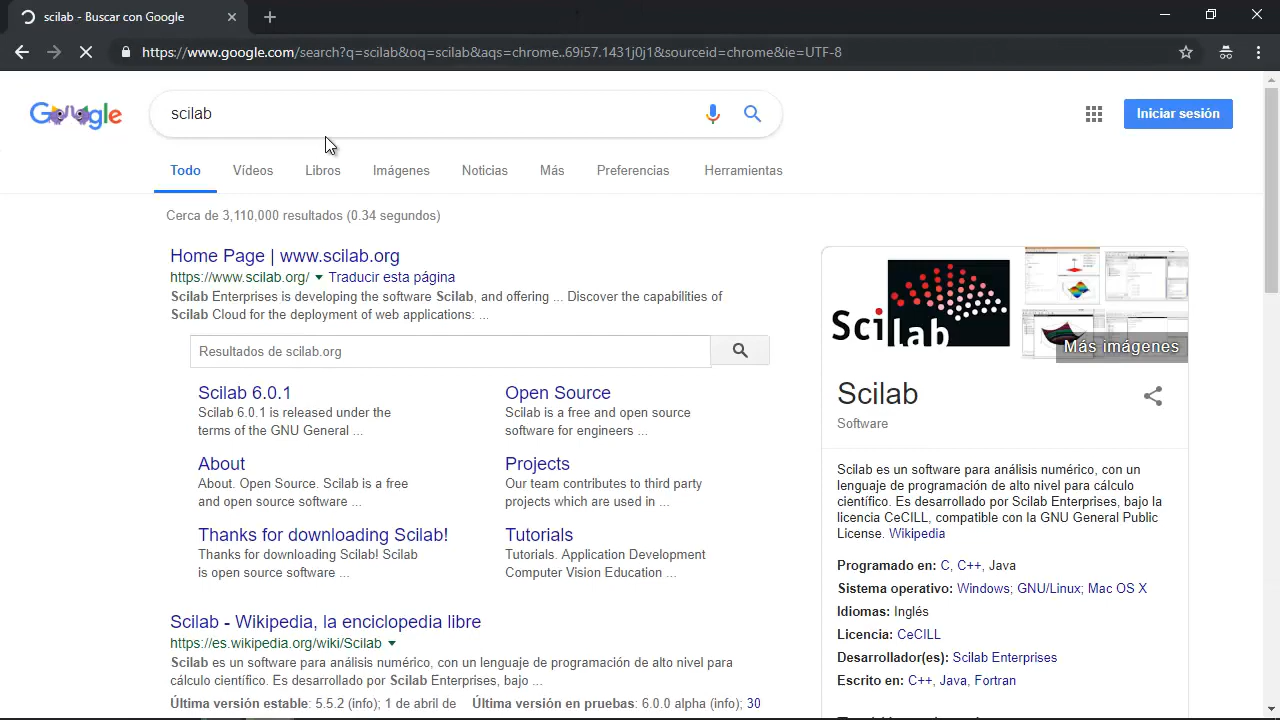 scilab - Buscar con Google
https://www.google.com/search?q=scilab&oq=scilab&aqs=chrome..69i57.1431j0j1&sourceid=chrome&ie=UTF-8
Google
scilab
Iniciar sesión
Todo Vídeos Libros Imágenes Noticias Más Preferencias Herramientas
Cerca de 3,110,000 resultados (0.34 segundos)
Home Page | www.scilab.org
https://www.scilab.org/ Traducir esta página
Scilab Enterprises is developing the software Scilab, and offering ... Discover the capabilities of
Scilab Cloud for the deployment of web applications: ...
Resultados de scilab.org
Scilab 6.0.1
Scilab 6.0.1 is released under the
terms of the GNU General ...
Open Source
Scilab is a free and open source
software for engineers ...
About
About. Open Source. Scilab is a free
and open source software ...
Projects
Our team contributes to third party
projects which are used in ...
Thanks for downloading Scilab!
Thanks for downloading Scilab! Scilab
is open source software ...
Tutorials
Tutorials. Application Development
Computer Vision Education ...
Scilab - Wikipedia, la enciclopedia libre
https://es.wikipedia.org/wiki/Scilab
Scilab es un software para análisis numérico, con un lenguaje de programación de alto nivel para
cálculo científico. Es desarrollado por Scilab Enterprises, bajo ...
Última versión estable: 5.5.2 (info); 1 de abril de Última versión en pruebas: 6.0.0 alpha (info); 30
Scilab
Más imágenes
Scilab
Software
Scilab es un software para análisis numérico, con un
lenguaje de programación de alto nivel para cálculo
científico. Es desarrollado por Scilab Enterprises, bajo la
licencia CeCILL, compatible con la GNU General Public
License. Wikipedia
Programado en: C, C++, Java
Sistema operativo: Windows; GNU/Linux; Mac OS X
Idiomas: Inglés
Licencia: CeCILL
Desarrollador(es): Scilab Enterprises
Escrito en: C++, Java, Fortran